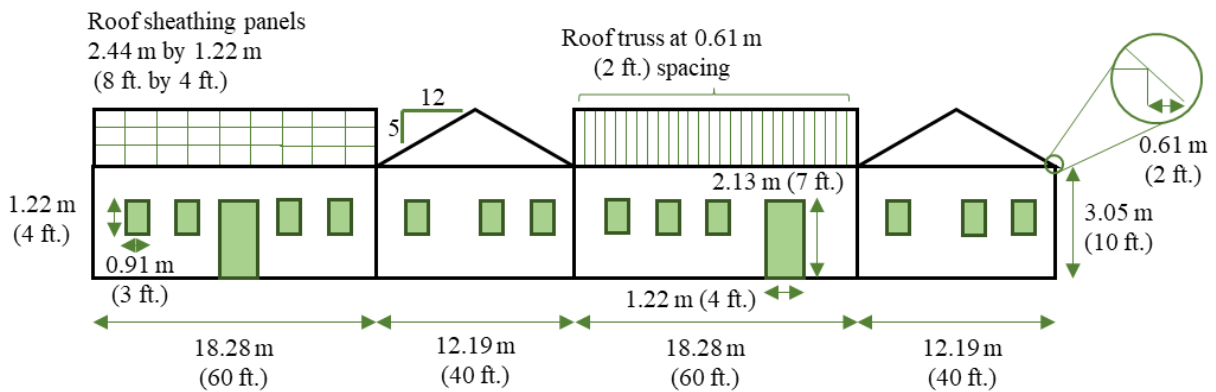 Roof sheathing panels
2.44 m by 1.22 m
(8 ft. by 4 ft.)
12
5
Roof truss at 0.61 m
(2 ft.) spacing
0.61 m
(2 ft.)
1.22 m
(4 ft.)
0.91 m
(3 ft.)
2.13 m (7 ft.)
1.22 m (4 ft.)
3.05 m
(10 ft.)
18.28 m
(60 ft.)
12.19 m
(40 ft.)
18.28 m
(60 ft.)
12.19 m
(40 ft.)